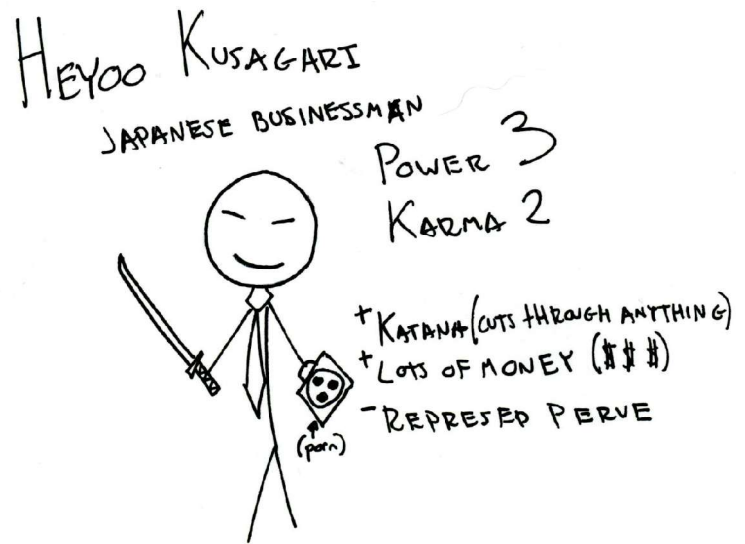 HEYOO KUSAGARI
JAPANESE BUSINESSMAN
POWER 3
KARMA 2
+ KATANA (CUTS THROUGH ANYTHING)
+ LOTS OF MONEY ($$$)
- REPRESED PERVE
(porn)